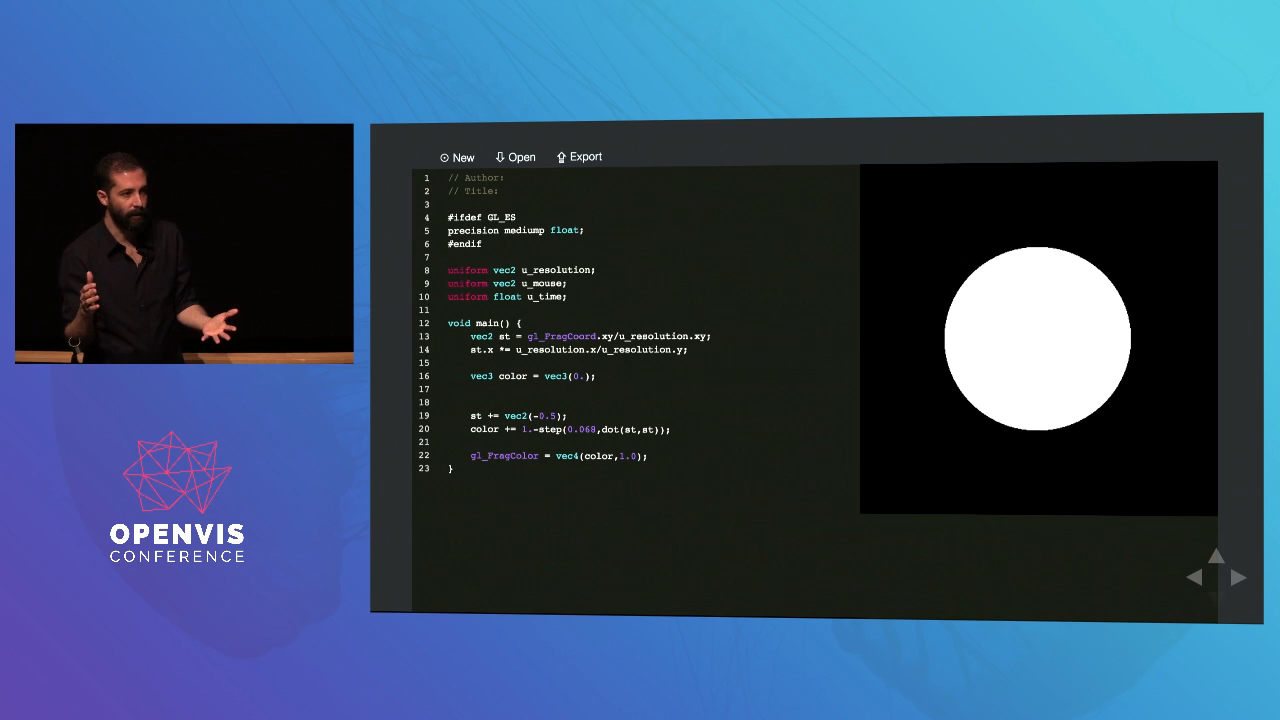 New Open Export
1 // Author:
2 // Title:
3
4 #ifdef GL_ES
5 precision mediump float;
6 #endif
7
8 uniform vec2 u_resolution;
9 uniform vec2 u_mouse;
10 uniform float u_time;
11
12 void main() {
13 vec2 st = gl_FragCoord.xy/u_resolution.xy;
14 st.x *= u_resolution.x/u_resolution.y;
15
16 vec3 color = vec3(0.);
17
18
19 st += vec2(-0.5);
20 color += 1.-step(0.068,dot(st,st));
21
22 gl_FragColor = vec4(color,1.0);
23 }
OPENVIS
CONFERENCE